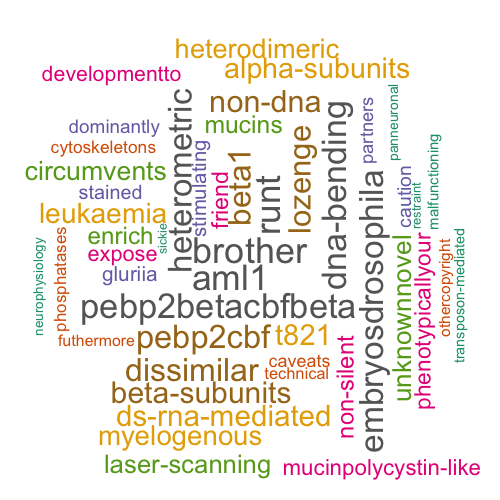 heterodimeric
developmentto
alpha-subunits
non-dna
dominantly
mucins
cytoskeletons
circumvents
stained
leukaemia
enrich
expose
gluriia
heterometric
stimulating
friend
beta1
runt
lozenge
dna-bending
partners
panneuronal
caution
restraint
malfunctioning
sickie
brother
aml1
pebp2betacbfbeta
embryosdrosophila
unknownnovel
phenotypicallyour
othercopyright
transposon-mediated
neurophysiology
phosphatases
futhermore
pebp2cbf
t821
non-silent
dissimilar
caveats
technical
beta-subunits
ds-rna-mediated
myelogenous
laser-scanning
mucinpolycystin-like